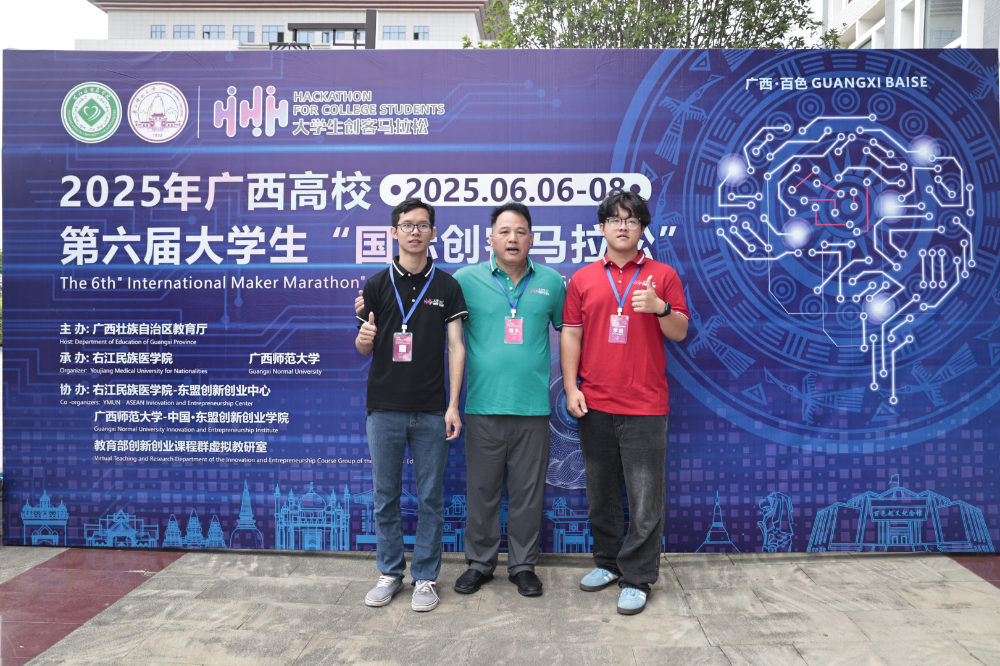 广西·百色 GUANGXI BAISE
HACKATHON
FOR COLLEGE STUDENTS
大学生创客马拉松
1932
2025年广西高校 2025.06.06-08
第六届大学生“国际创客马拉松”
The 6th" International Maker Marathon"
主 办: 广西壮族自治区教育厅
Host: Department of Education of Guangxi Province
承 办: 右江民族医学院 广西师范大学
Organizer: Youjiang Medical University for Nationalities Guangxi Normal University
协 办: 右江民族医学院-东盟创新创业中心
Co -organizers: YMUN - ASEAN Innovation and Entrepreneurship Center
广西师范大学-中国·东盟创新创业学院
Guangxi Normal University Innovation and Entrepreneurship Institute
教育部创新创业课程群虚拟教研室
Virtual Teaching and Research Department of the Innovation and Entrepreneurship Course Group of the
领队
学员
百色起义纪念馆